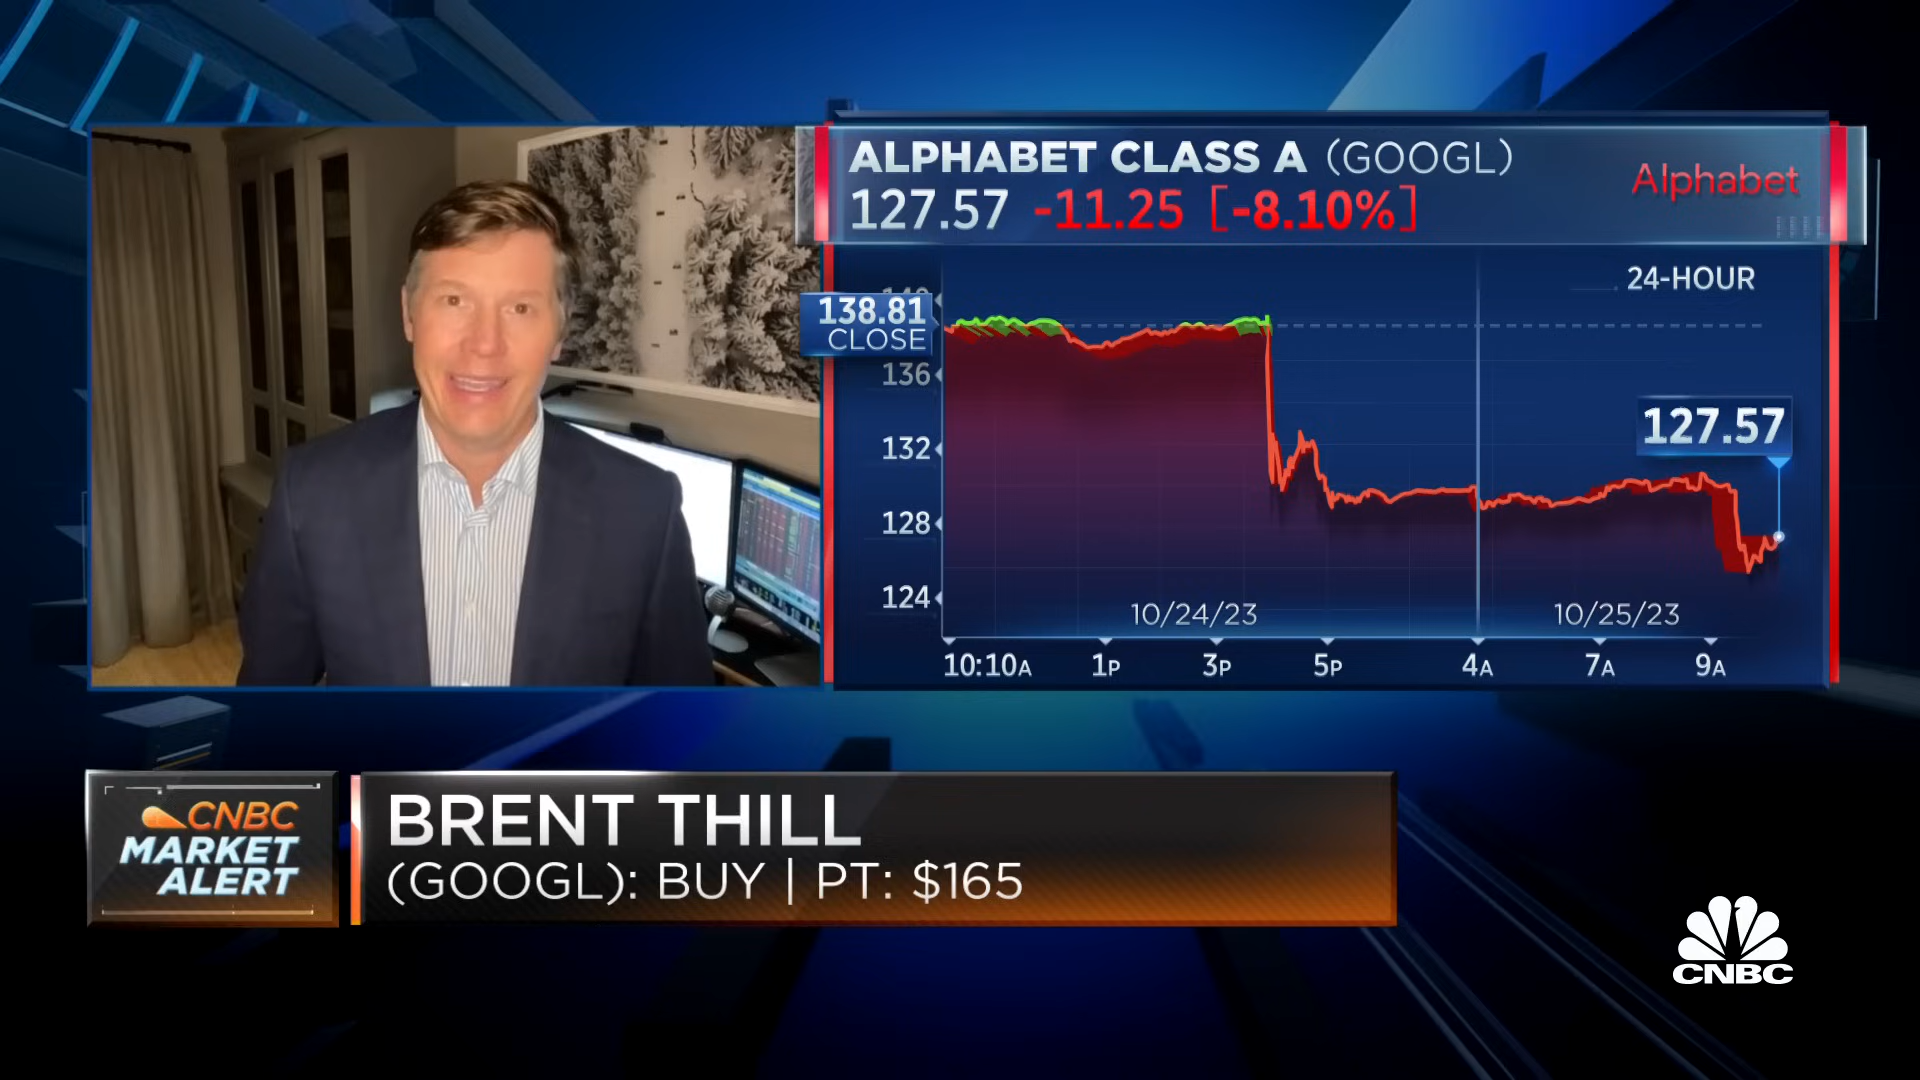 ALPHABET CLASS A (GOOGL)
127.57 -11.25 [-8.10%]
Alphabet
24-HOUR
138.81
CLOSE
140
136
132
128
124
127.57
10/24/23
10/25/23
10:10A 1P 3P 5P 4A 7A 9A
CNBC
MARKET
ALERT
BRENT THILL
(GOOGL): BUY | PT: $165
CNBC